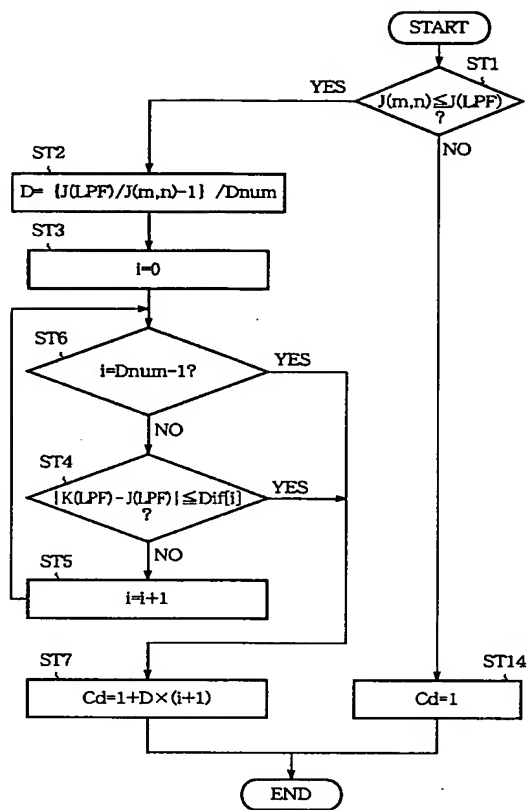 START
ST1
J(m,n)≦J(LPF)
?
YES
NO
ST2
D= {J(LPF)/J(m,n)-1} /Dnum
ST3
i=0
ST6
i=Dnum-1?
YES
NO
ST4
|K(LPF)-J(LPF)|≦Dif[i]
?
YES
NO
ST5
i=i+1
ST7
Cd=1+D×(i+1)
ST14
Cd=1
END